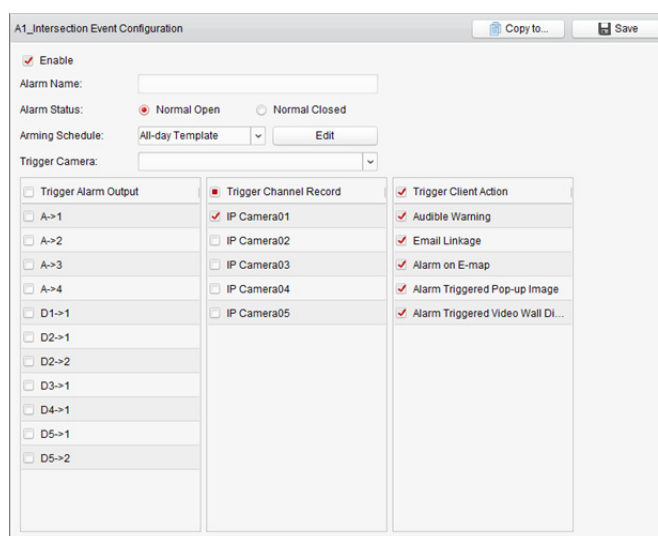 A1_Intersection Event Configuration
Copy to...
Save
Enable
Alarm Name:
Alarm Status: Normal Open Normal Closed
Arming Schedule: All-day Template Edit
Trigger Camera:
Trigger Alarm Output
A->1
A->2
A->3
A->4
D1->1
D2->1
D2->2
D3->1
D4->1
D5->1
D5->2
Trigger Channel Record
IP Camera01
IP Camera02
IP Camera03
IP Camera04
IP Camera05
Trigger Client Action
Audible Warning
Email Linkage
Alarm on E-map
Alarm Triggered Pop-up Image
Alarm Triggered Video Wall Di...